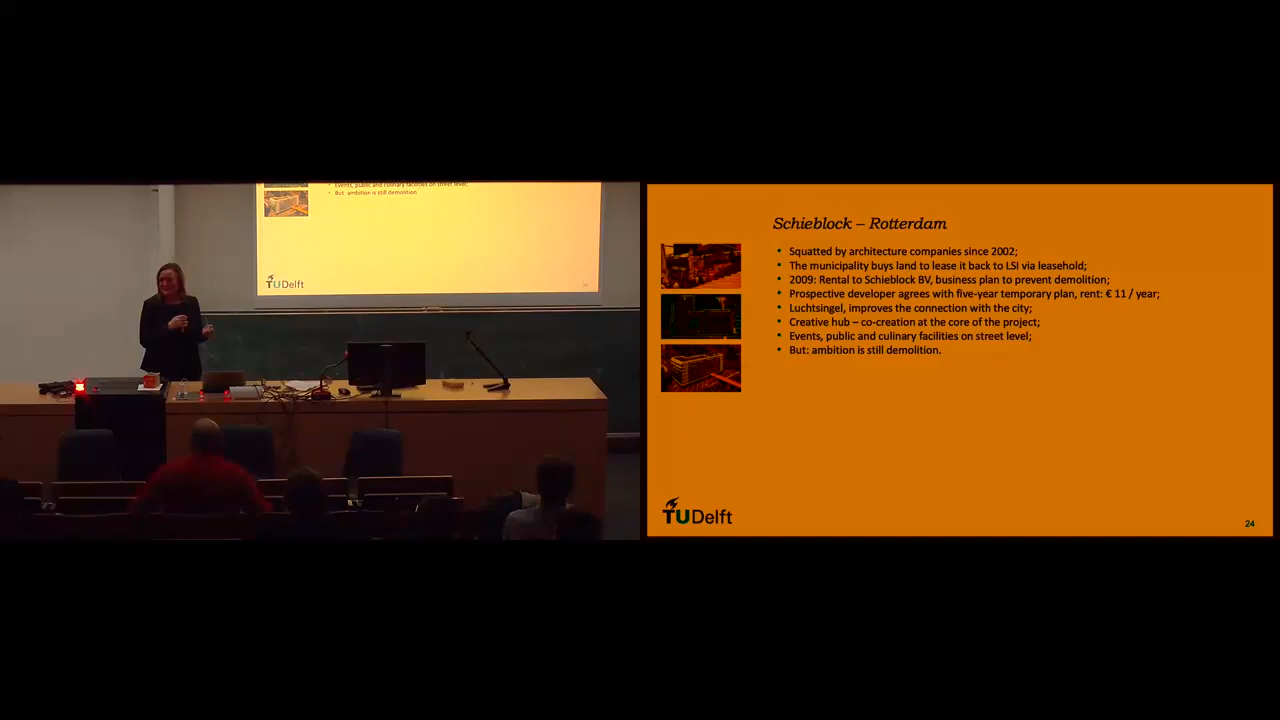 Events, public and culinary facilities on street level;
But: ambition is still demolition.
TUDelft
Schieblock – Rotterdam
• Squatted by architecture companies since 2002;
• The municipality buys land to lease it back to LSI via leasehold;
• 2009: Rental to Schieblock BV, business plan to prevent demolition;
• Prospective developer agrees with five-year temporary plan, rent: € 11 / year;
• Luchtsingel, improves the connection with the city;
• Creative hub – co-creation at the core of the project;
• Events, public and culinary facilities on street level;
• But: ambition is still demolition.
TUDelft
24